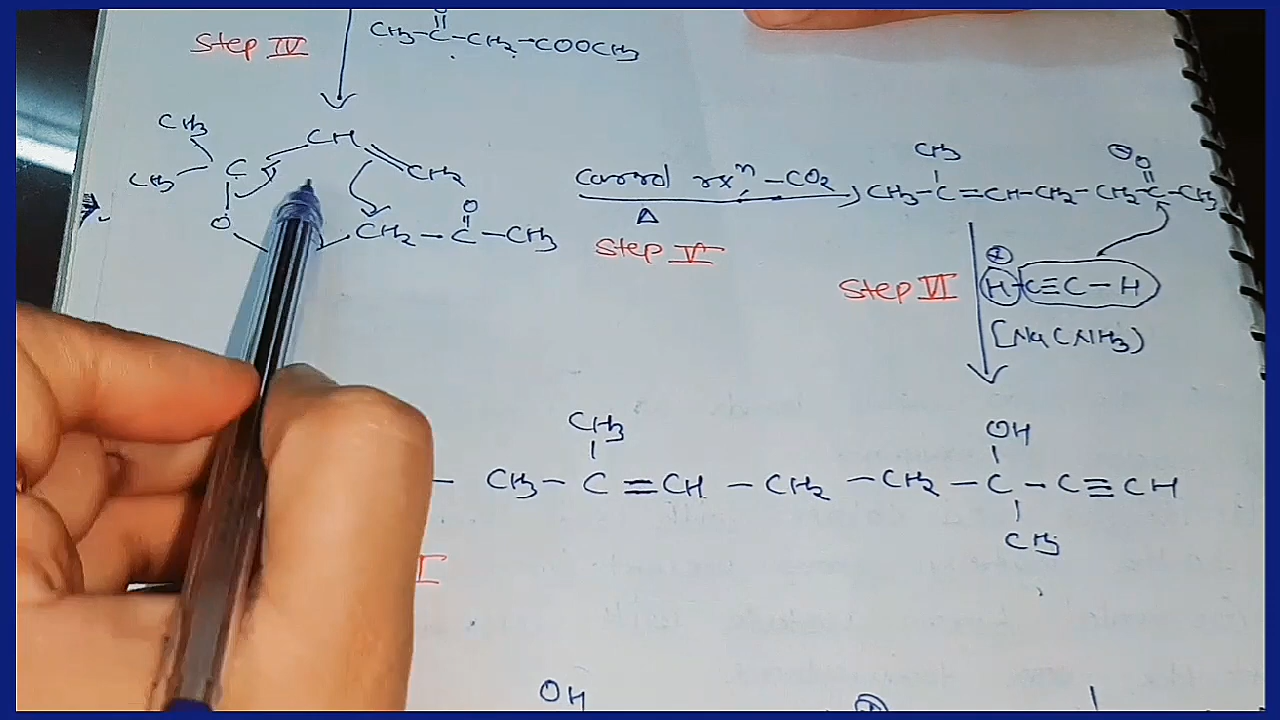 Step IV
CH3-C-CH2-COOCH3
O
CH3
CH3
C
CH=CH2
O
O
CH2-C-CH3
Carrol rxn, -CO2
Δ
Step V
CH3 O
CH3-C=CH-CH2-CH2-C-CH3
Step VI
H-C≡C-H
(Na(NH3)
CH3 OH
CH3-C=CH-CH2-CH2-C-C≡CH
CH3
I
OH